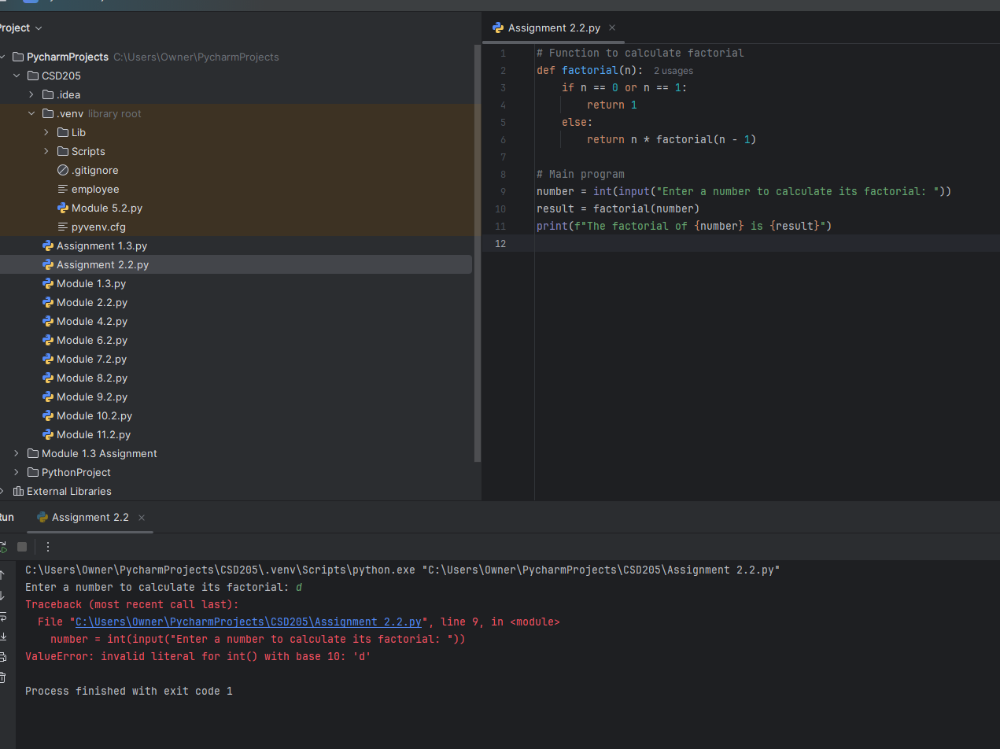 Project
PycharmProjects C:\Users\Owner\PycharmProjects
CSD205
.idea
.venv library root
Lib
Scripts
.gitignore
employee
Module 5.2.py
pyvenv.cfg
Assignment 1.3.py
Assignment 2.2.py
Module 1.3.py
Module 2.2.py
Module 4.2.py
Module 6.2.py
Module 7.2.py
Module 8.2.py
Module 9.2.py
Module 10.2.py
Module 11.2.py
Module 1.3 Assignment
PythonProject
External Libraries
Assignment 2.2.py
1 # Function to calculate factorial
2 def factorial(n): 2 usages
3 if n == 0 or n == 1:
4 return 1
5 else:
6 return n * factorial(n - 1)
7
8 # Main program
9 number = int(input("Enter a number to calculate its factorial: "))
10 result = factorial(number)
11 print(f"The factorial of {number} is {result}")
12
Run Assignment 2.2
C:\Users\Owner\PycharmProjects\CSD205\.venv\Scripts\python.exe "C:\Users\Owner\PycharmProjects\CSD205\Assignment 2.2.py"
Enter a number to calculate its factorial: d
Traceback (most recent call last):
File "C:\Users\Owner\PycharmProjects\CSD205\Assignment 2.2.py", line 9, in <module>
number = int(input("Enter a number to calculate its factorial: "))
ValueError: invalid literal for int() with base 10: 'd'
Process finished with exit code 1